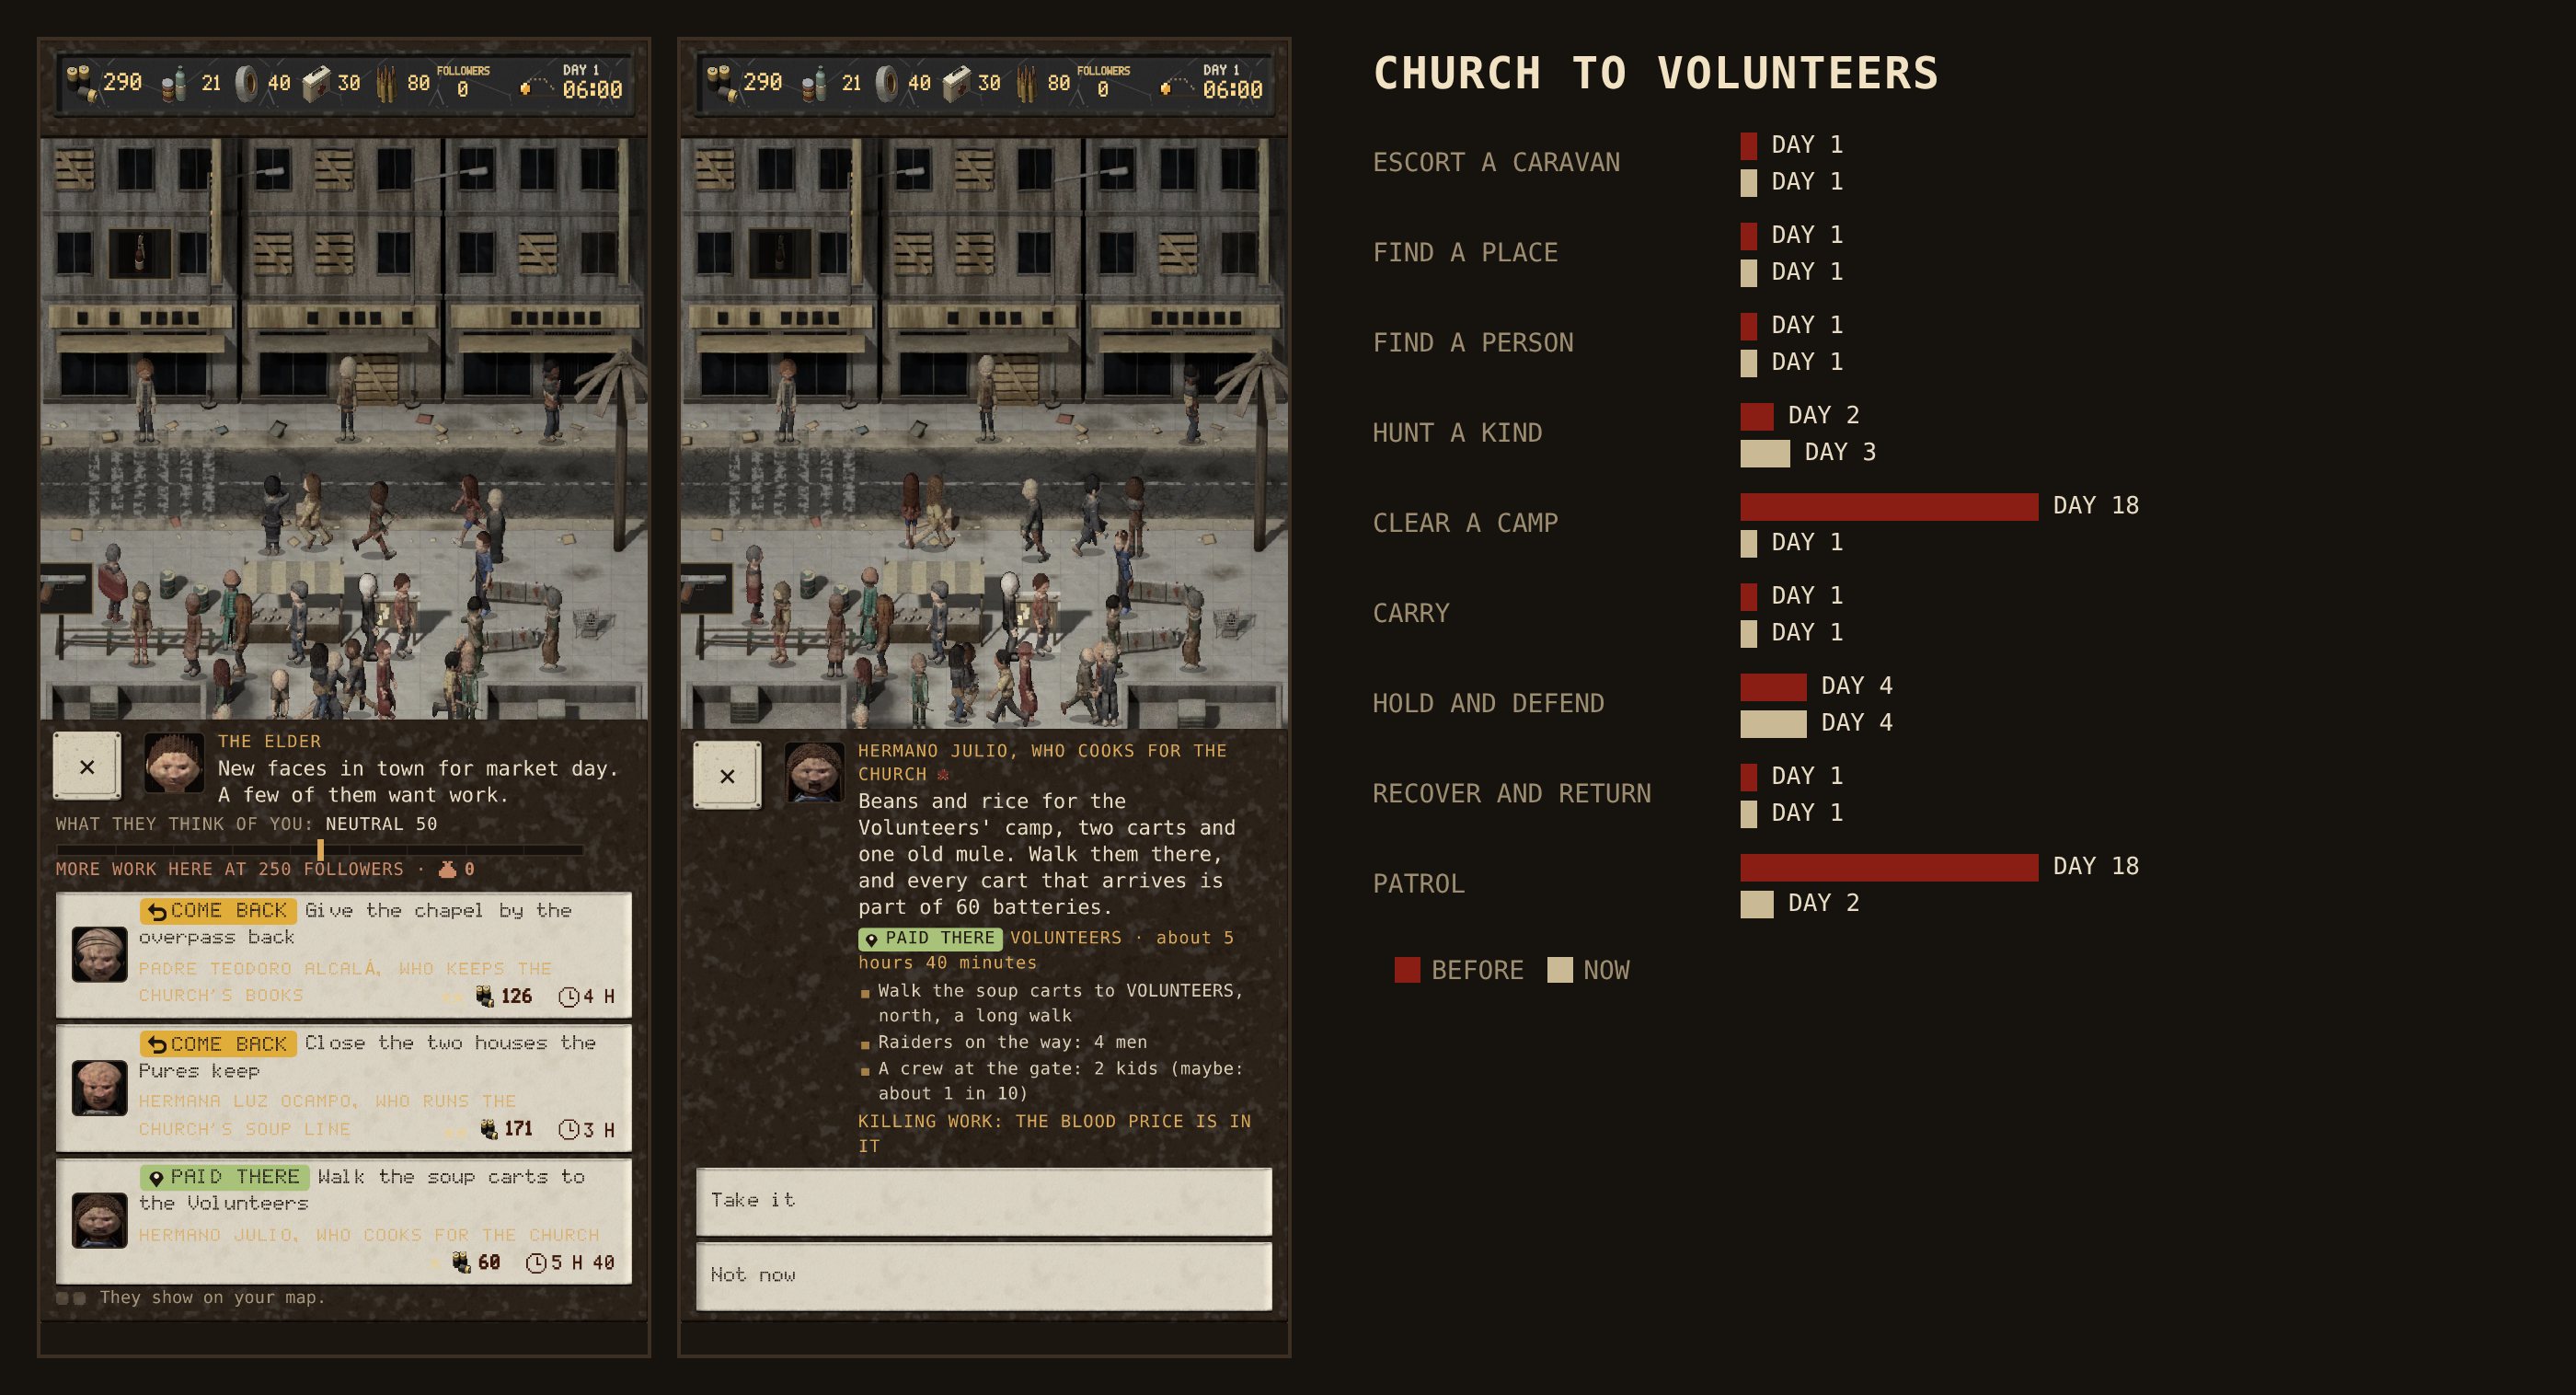 290 21 40 30 80 FOLLOWERS 0 DAY 1 06:00
THE ELDER
New faces in town for market day.
A few of them want work.
WHAT THEY THINK OF YOU: NEUTRAL 50
MORE WORK HERE AT 250 FOLLOWERS · 0
COME BACK Give the chapel by the
overpass back
PADRE TEODORO ALCALÁ, WHO KEEPS THE
CHURCH'S BOOKS 126 4 H
COME BACK Close the two houses the
Pures keep
HERMANA LUZ OCAMPO, WHO RUNS THE
CHURCH'S SOUP LINE 171 3 H
PAID THERE Walk the soup carts to
the Volunteers
HERMANO JULIO, WHO COOKS FOR THE CHURCH
60 5 H 40
They show on your map.
290 21 40 30 80 FOLLOWERS 0 DAY 1 06:00
×
HERMANO JULIO, WHO COOKS FOR THE
CHURCH
Beans and rice for the
Volunteers' camp, two carts and
one old mule. Walk them there,
and every cart that arrives is
part of 60 batteries.
PAID THERE VOLUNTEERS · about 5
hours 40 minutes
Walk the soup carts to VOLUNTEERS,
north, a long walk
Raiders on the way: 4 men
A crew at the gate: 2 kids (maybe:
about 1 in 10)
KILLING WORK: THE BLOOD PRICE IS IN
IT
Take it
Not now
CHURCH TO VOLUNTEERS
ESCORT A CARAVAN
DAY 1
DAY 1
FIND A PLACE
DAY 1
DAY 1
FIND A PERSON
DAY 1
DAY 1
HUNT A KIND
DAY 2
DAY 3
CLEAR A CAMP
DAY 18
DAY 1
CARRY
DAY 1
DAY 1
HOLD AND DEFEND
DAY 4
DAY 4
RECOVER AND RETURN
DAY 1
DAY 1
PATROL
DAY 18
DAY 2
BEFORE NOW